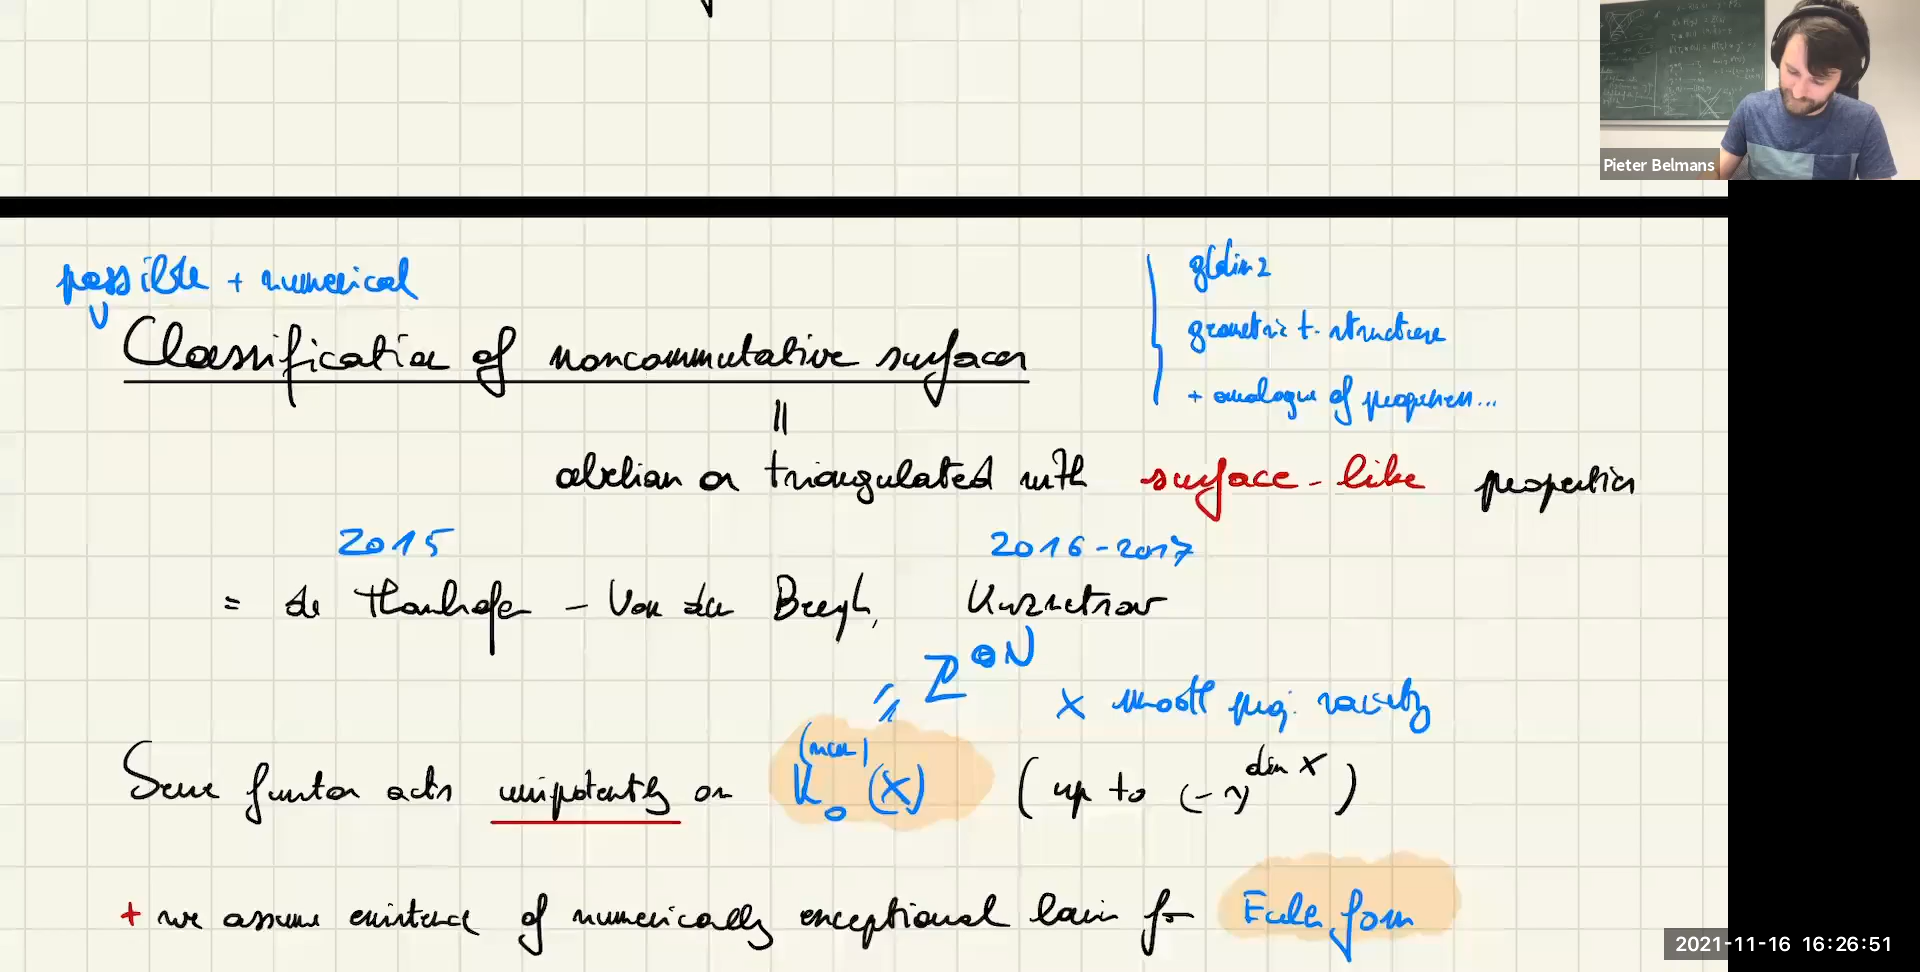 Pieter Belmans
possible + numerical
Classification of noncommutative surfaces
gldim 2
geometric t-structure
+ analogue of properness...
=
abelian or triangulated with surface-like properties
2015
2016-2017
= de Thanhoffer – Van den Bergh, Kuznetsov
= ℤ^⊕N
X smooth proj. variety
Serre functor acts unipotently on K₀^(num)(X) (up to (-1)^dim X)
+ we assume existence of numerically exceptional basis for Euler form
2021-11-16 16:26:51